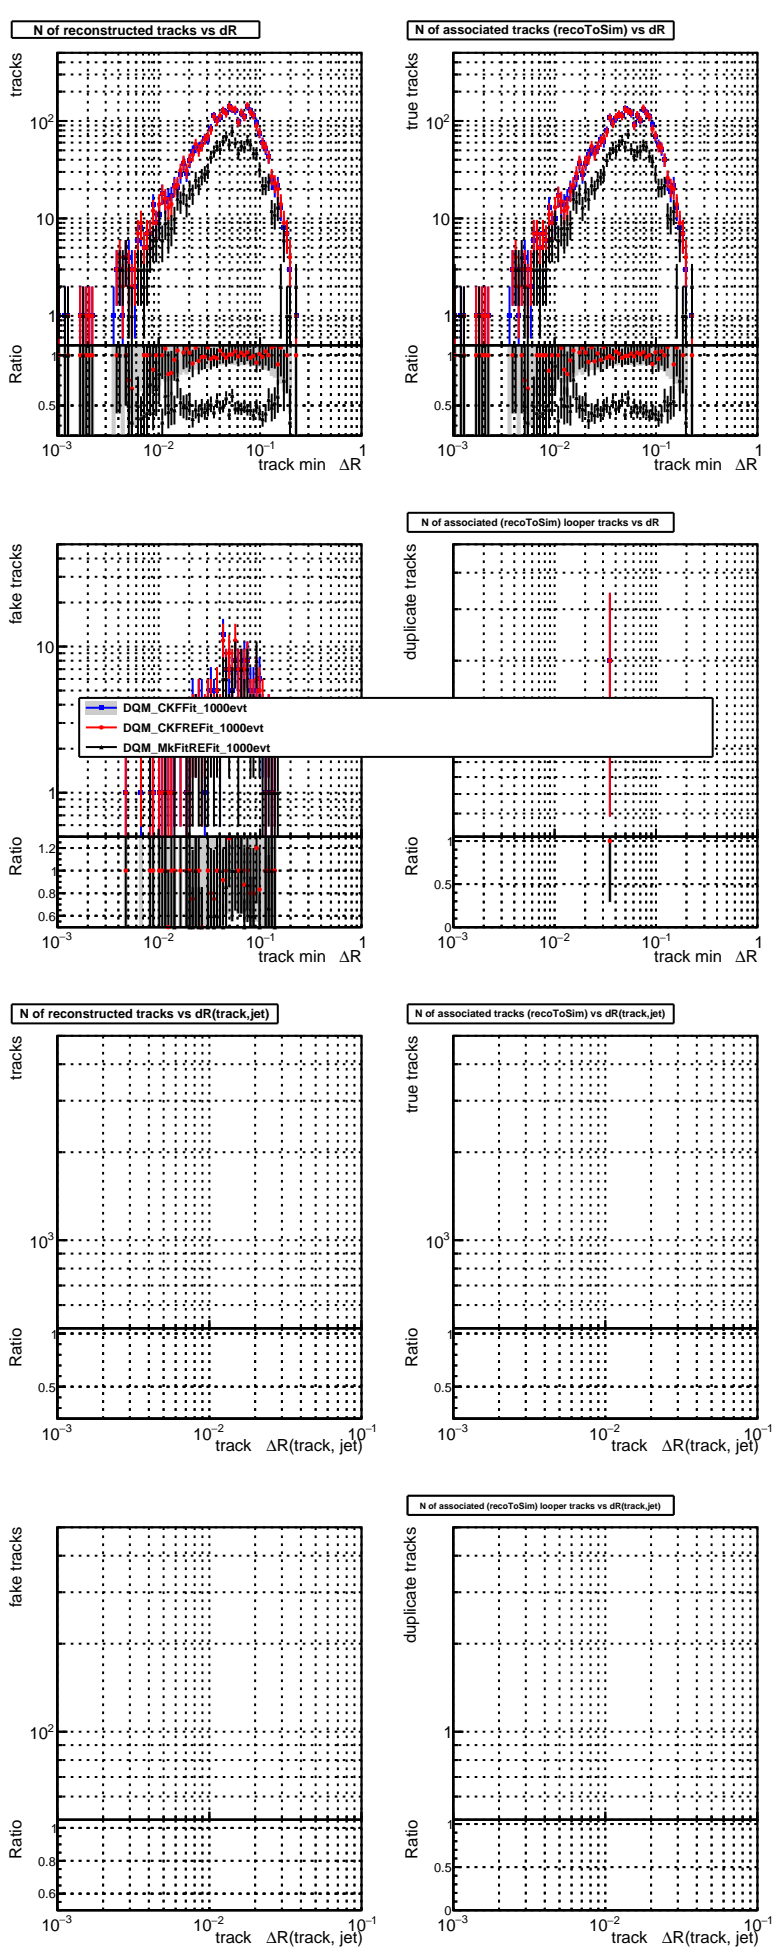 N of reconstructed tracks vs dR
tracks
10²
10
1
Ratio
1
0.5
10⁻³ 10⁻² 10⁻¹ 1
track min ΔR
N of associated tracks (recoToSim) vs dR
true tracks
10²
10
1
Ratio
1
0.5
10⁻³ 10⁻² 10⁻¹ 1
track min ΔR
fake tracks
10
1
Ratio
1.2
1
0.8
0.6
10⁻³ 10⁻² 10⁻¹ 1
track min ΔR
N of associated (recoToSim) looper tracks vs dR
duplicate tracks
Ratio
1
0.5
0
10⁻³ 10⁻² 10⁻¹ 1
track min ΔR
DQM_CKFFit_1000evt
DQM_CKFREFit_1000evt
DQM_MkFitREFit_1000evt
N of reconstructed tracks vs dR(track,jet)
tracks
10³
Ratio
1
0.5
10⁻³ 10⁻² 10⁻¹
track ΔR(track, jet)
N of associated tracks (recoToSim) vs dR(track,jet)
true tracks
10³
Ratio
1
0.5
10⁻³ 10⁻² 10⁻¹
track ΔR(track, jet)
fake tracks
10²
Ratio
1
0.8
0.6
10⁻³ 10⁻² 10⁻¹
track ΔR(track, jet)
N of associated (recoToSim) looper tracks vs dR(track,jet)
duplicate tracks
1
Ratio
1
0.5
0
10⁻³ 10⁻² 10⁻¹
track ΔR(track, jet)